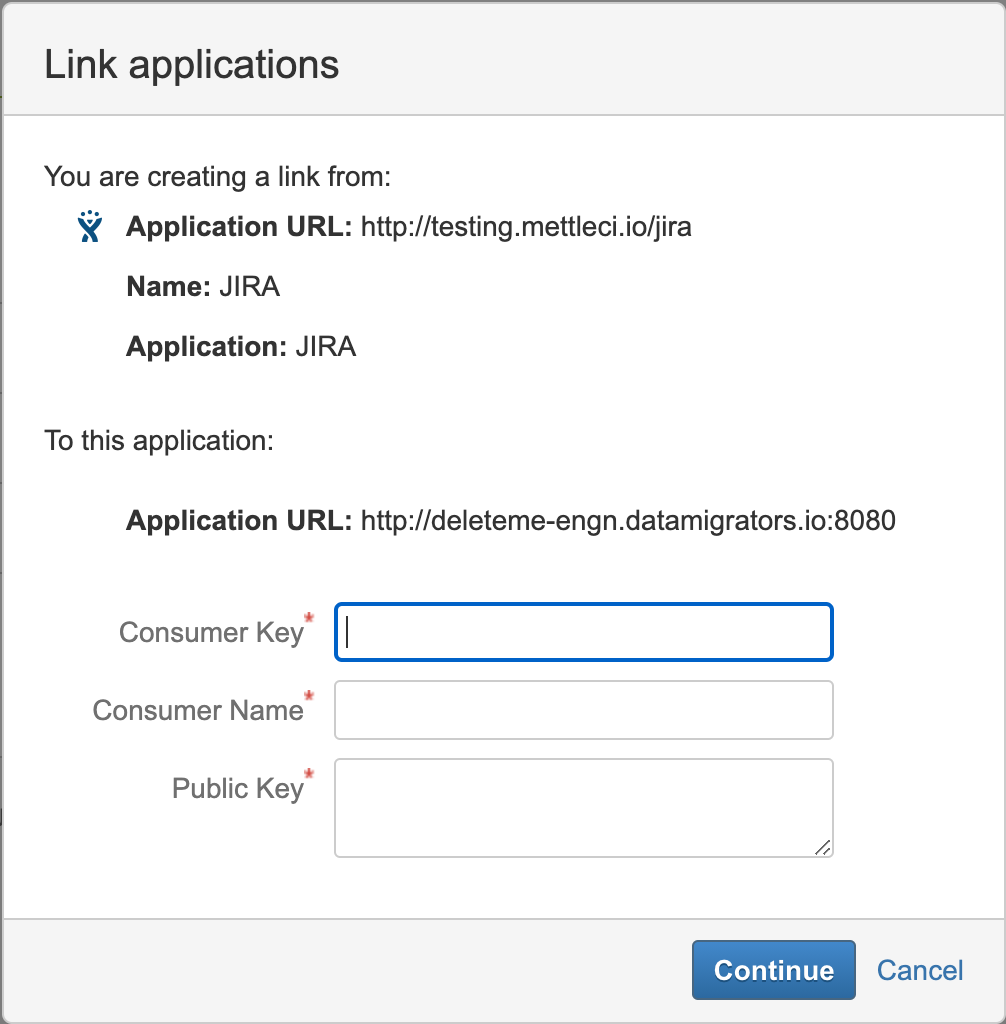 Link applications
You are creating a link from:
Application URL: http://testing.mettleci.io/jira
Name: JIRA
Application: JIRA
To this application:
Application URL: http://deleteme-engn.datamigrators.io:8080
Consumer Key*
Consumer Name*
Public Key*
Continue Cancel